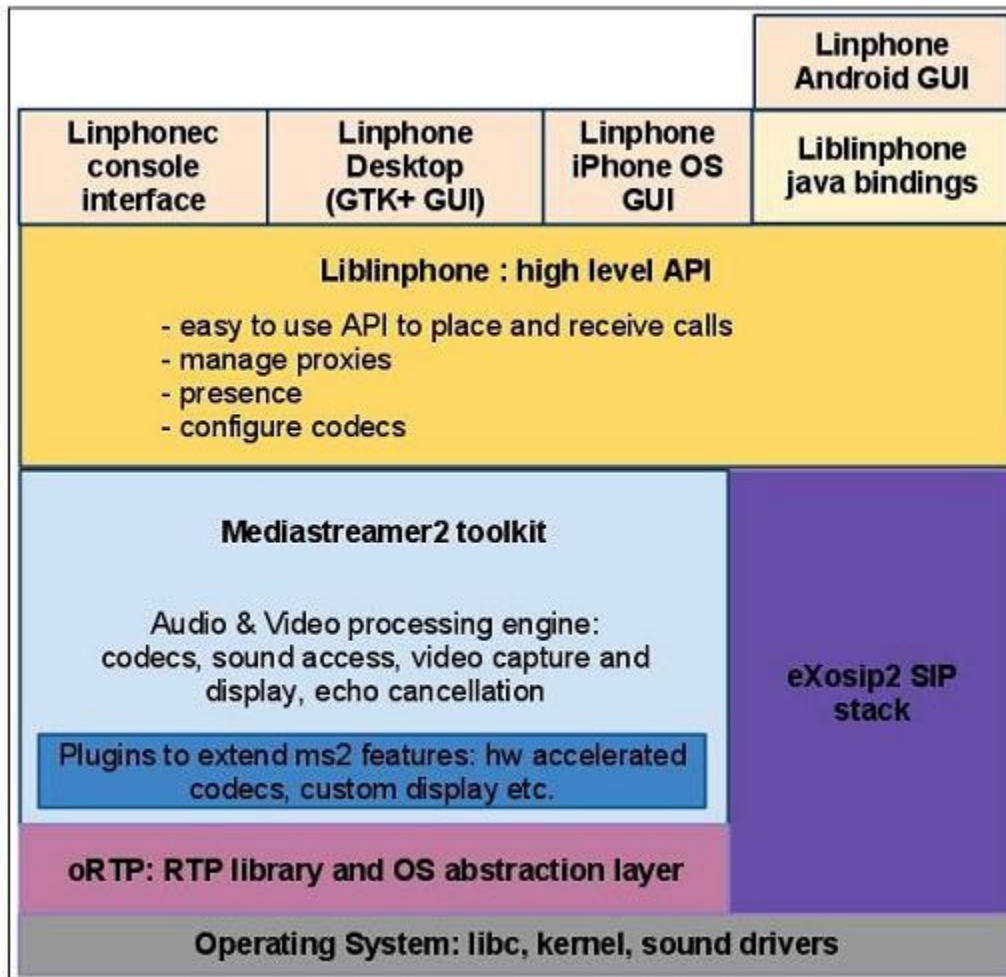 Linphone
Android GUI
Linphonec
console
interface
Linphone
Desktop
(GTK+ GUI)
Linphone
iPhone OS
GUI
Liblinphone
java bindings
Liblinphone : high level API
- easy to use API to place and receive calls
- manage proxies
- presence
- configure codecs
Mediastreamer2 toolkit
Audio & Video processing engine:
codecs, sound access, video capture and
display, echo cancellation
Plugins to extend ms2 features: hw accelerated
codecs, custom display etc.
eXosip2 SIP
stack
oRTP: RTP library and OS abstraction layer
Operating System: libc, kernel, sound drivers